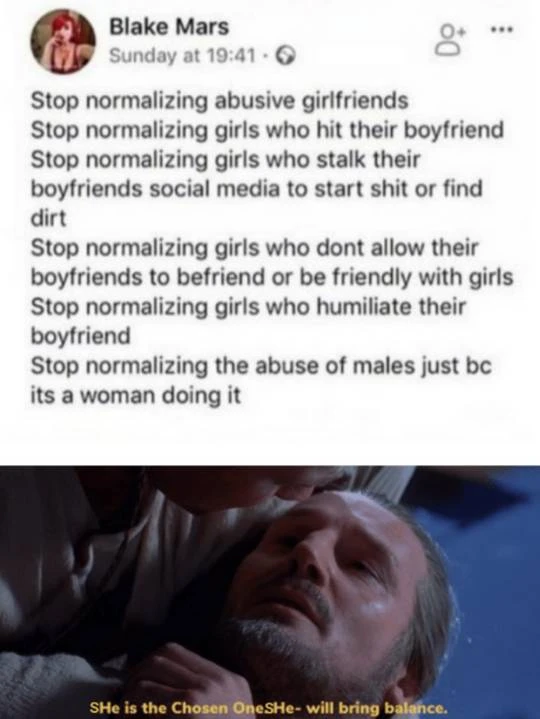 Blake Mars
Sunday at 19:41 ·
Stop normalizing abusive girlfriends
Stop normalizing girls who hit their boyfriend
Stop normalizing girls who stalk their
boyfriends social media to start shit or find
dirt
Stop normalizing girls who dont allow their
boyfriends to befriend or be friendly with girls
Stop normalizing girls who humiliate their
boyfriend
Stop normalizing the abuse of males just bc
its a woman doing it
SHe is the Chosen OneSHe- will bring balance.